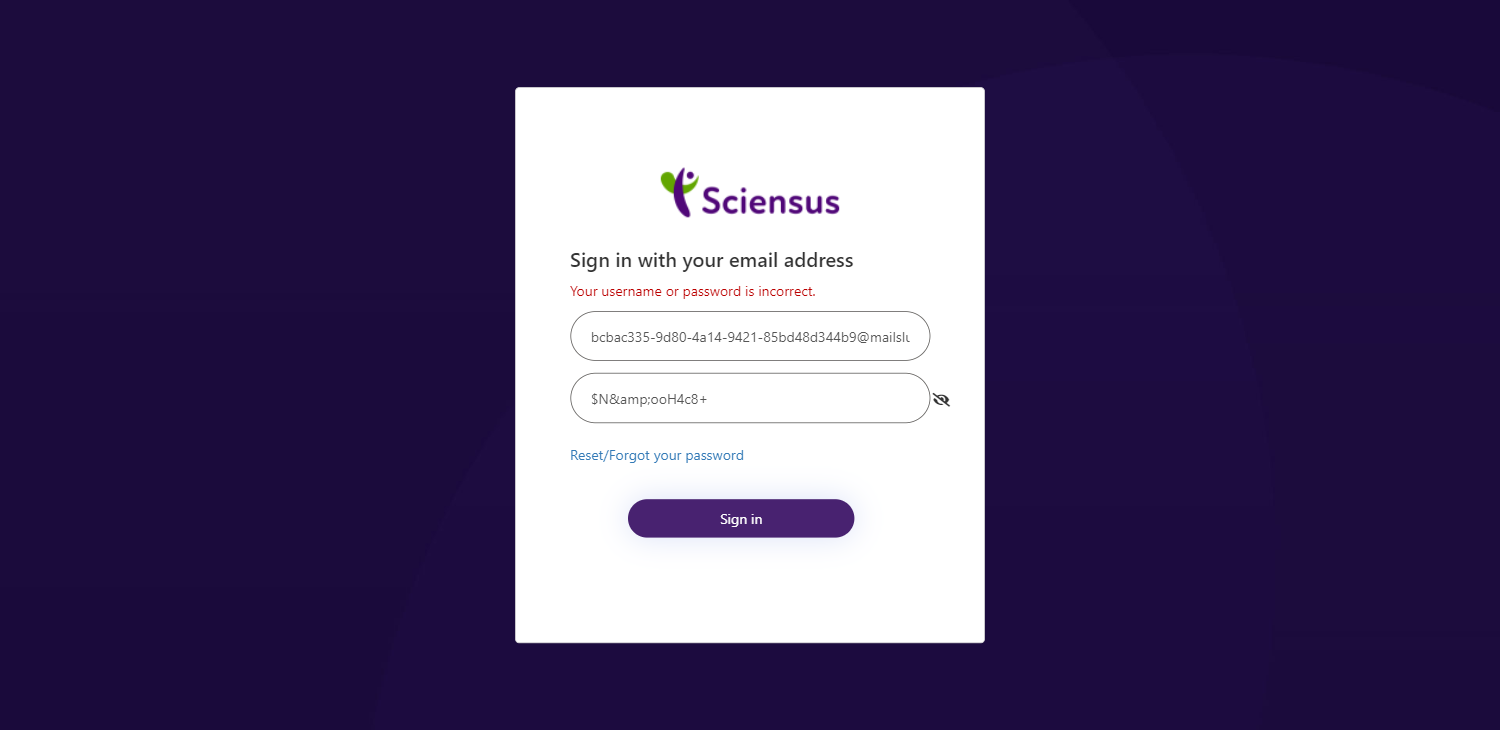 Sciensus
Sign in with your email address
Your username or password is incorrect.
bcbac335-9d80-4a14-9421-85bd48d344b9@mailslu
$N&amp;ooH4c8+
Reset/Forgot your password
Sign in